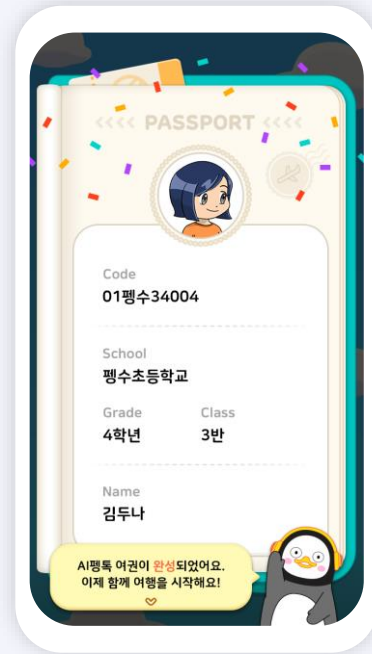 <<<< PASSPORT <<<<
Code
01펭수34004
School
펭수초등학교
Grade Class
4학년 3반
Name
김두나
AI펭톡 여권이 완성되었어요.
이제 함께 여행을 시작해요!